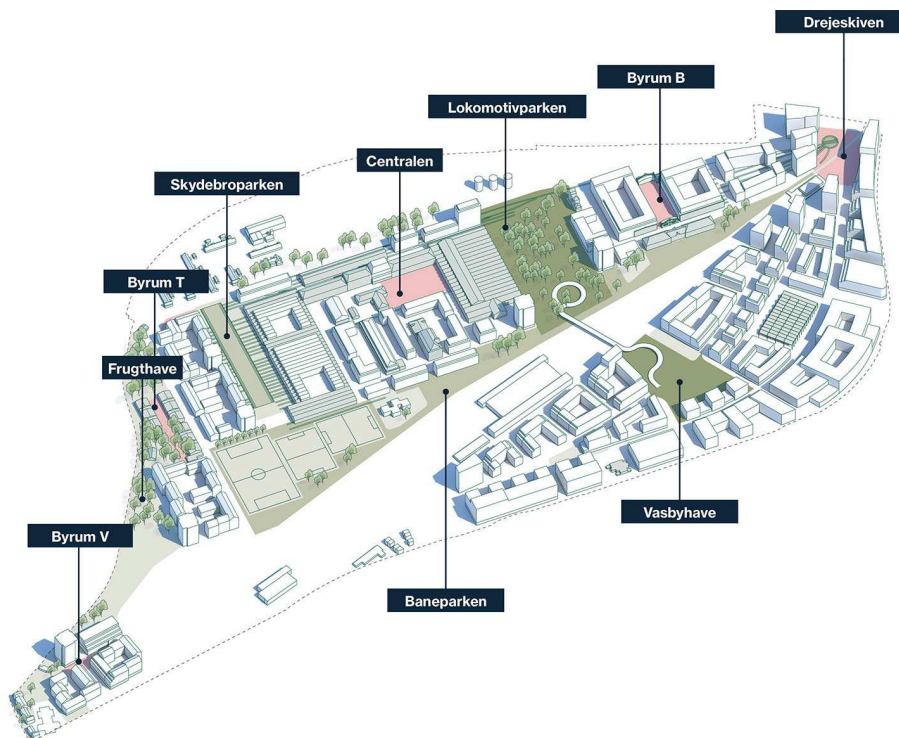 Drejeskiven
Byrum B
Lokomotivparken
Centralen
Skydebroparken
Byrum T
Frugthave
Vasbyhave
Byrum V
Baneparken